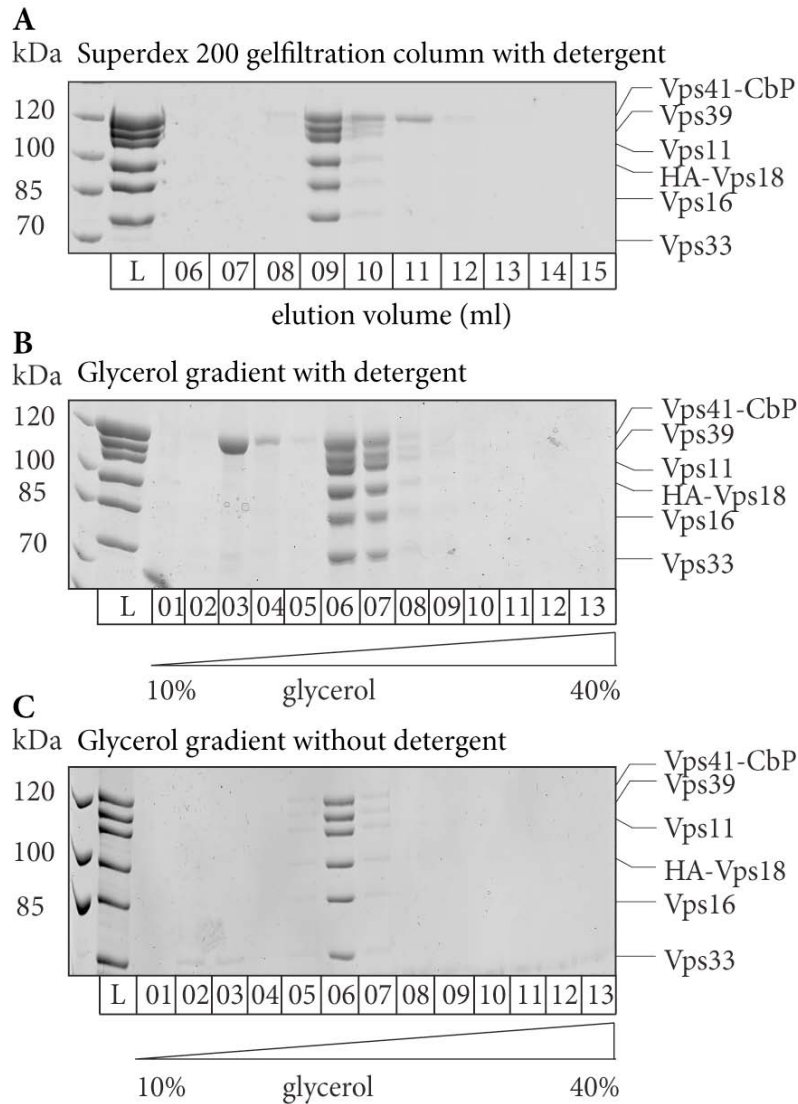 A
kDa Superdex 200 gelfiltration column with detergent
120
100
85
70
Vps41-CbP
Vps39
Vps11
HA-Vps18
Vps16
Vps33
L 06 07 08 09 10 11 12 13 14 15
elution volume (ml)
B
kDa Glycerol gradient with detergent
120
100
85
70
Vps41-CbP
Vps39
Vps11
HA-Vps18
Vps16
Vps33
L 01 02 03 04 05 06 07 08 09 10 11 12 13
10% glycerol 40%
C
kDa Glycerol gradient without detergent
120
100
85
Vps41-CbP
Vps39
Vps11
HA-Vps18
Vps16
Vps33
L 01 02 03 04 05 06 07 08 09 10 11 12 13
10% glycerol 40%